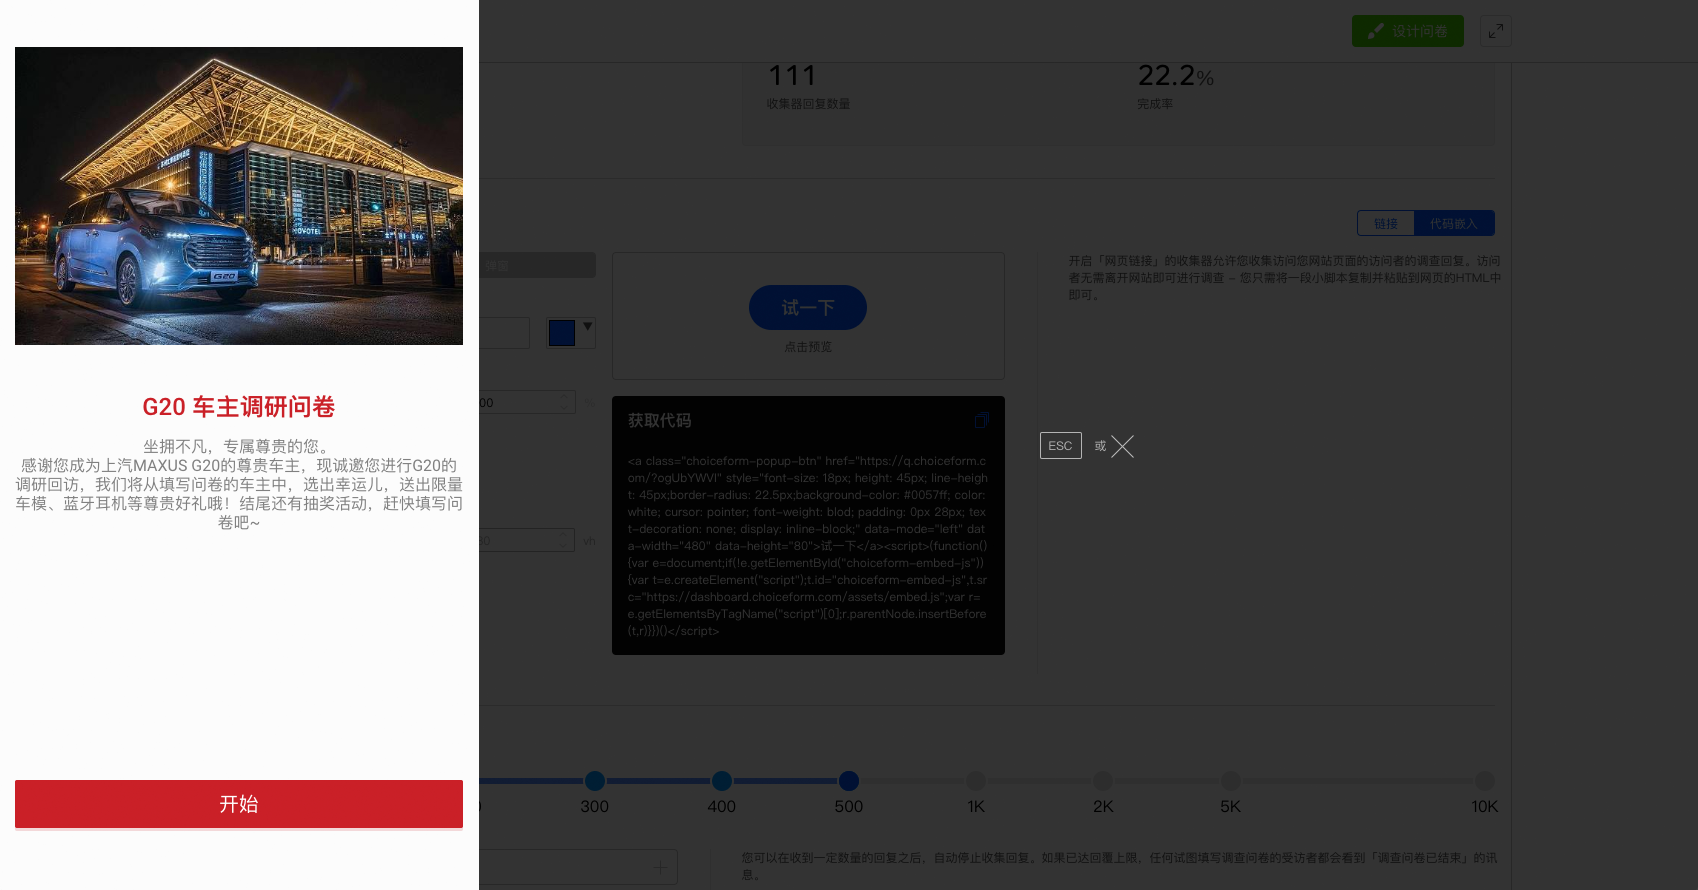 NOVOTEL
G20
G20 车主调研问卷
坐拥不凡，专属尊贵的您。
感谢您成为上汽MAXUS G20的尊贵车主，现诚邀您进行G20的
调研回访，我们将从填写问卷的车主中，选出幸运儿，送出限量
车模、蓝牙耳机等尊贵好礼哦！结尾还有抽奖活动，赶快填写问
卷吧~
开始
设计问卷
111
收集器回复数量
22.2%
完成率
链接
代码嵌入
弹窗
试一下
点击预览
开启「网页链接」的收集器允许您收集访问您网站页面的访问者的调查回复。访问
者无需离开网站即可进行调查 - 您只需将一段小脚本复制并粘贴到网页的HTML中
即可。
00
获取代码
<a class="choiceform-popup-btn" href="https://q.choiceform.c
om/?ogUbYWVl" style="font-size: 18px; height: 45px; line-heigh
t: 45px;border-radius: 22.5px;background-color: #0057ff; color:
white; cursor: pointer; font-weight: blod; padding: 0px 28px; tex
t-decoration: none; display: inline-block;" data-mode="left" dat
a-width="480" data-height="80">试一下</a><script>(function()
{var e=document;if(!e.getElementById("choiceform-embed-js"))
{var t=e.createElement("script");t.id="choiceform-embed-js",t.sr
c="https://dashboard.choiceform.com/assets/embed.js";var r=
e.getElementsByTagName("script")[0];r.parentNode.insertBefore
(t,r)}})()</script>
80
vh
ESC 或
300
400
500
1K
2K
5K
10K
您可以在收到一定数量的回复之后，自动停止收集回复。如果已达回覆上限，任何试图填写调查问卷的受访者都会看到「调查问卷已结束」的讯
息。